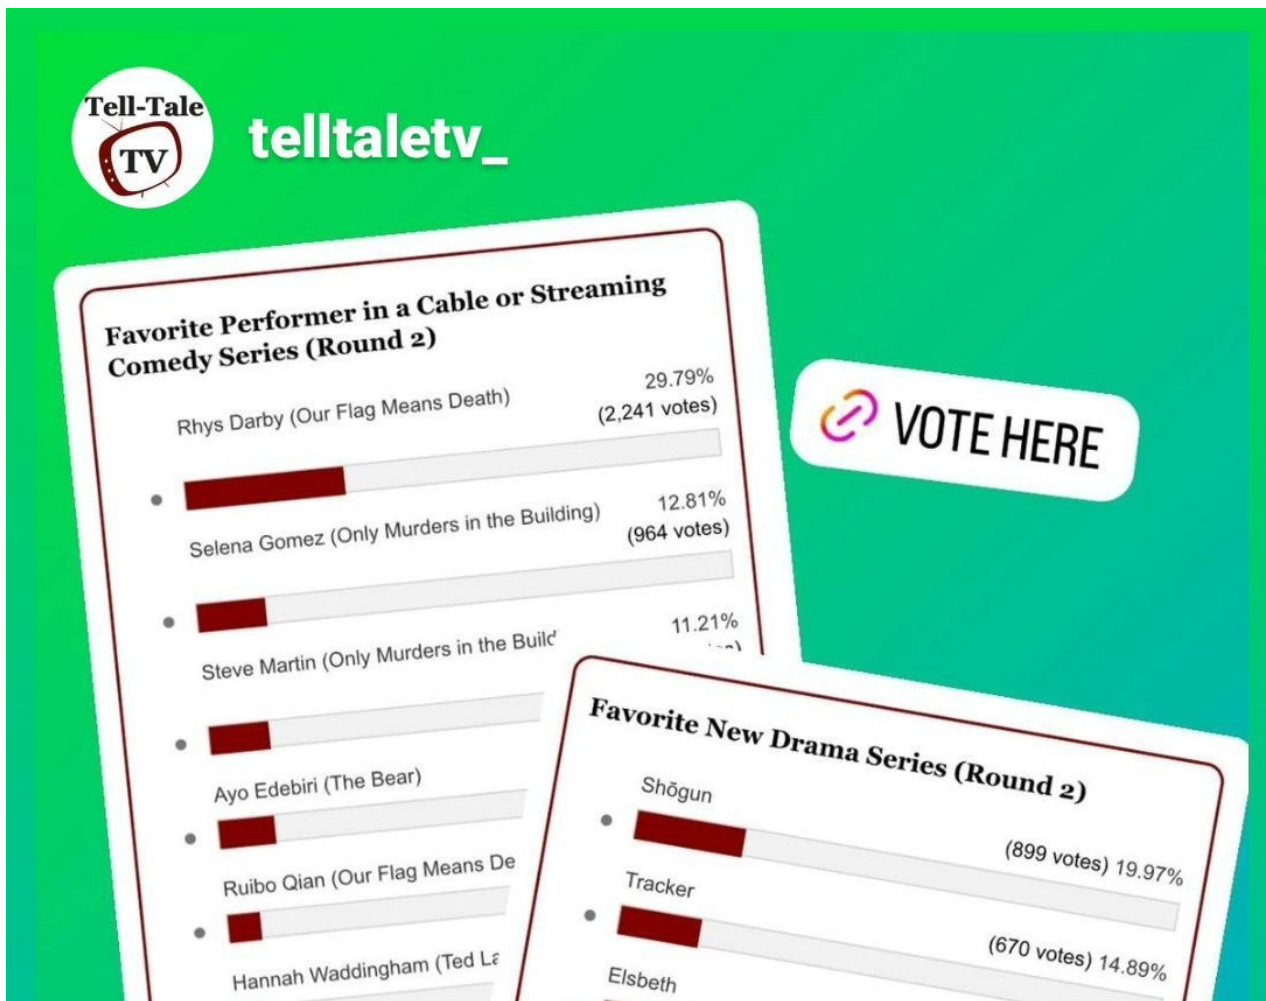 Tell-Tale
TV
telltaletv_
Favorite Performer in a Cable or Streaming
Comedy Series (Round 2)
Rhys Darby (Our Flag Means Death)
29.79%
(2,241 votes)
Selena Gomez (Only Murders in the Building)
12.81%
(964 votes)
Steve Martin (Only Murders in the Build
11.21%
Ayo Edebiri (The Bear)
Ruibo Qian (Our Flag Means De
Hannah Waddingham (Ted La
VOTE HERE
Favorite New Drama Series (Round 2)
Shōgun
(899 votes) 19.97%
Tracker
(670 votes) 14.89%
Elsbeth